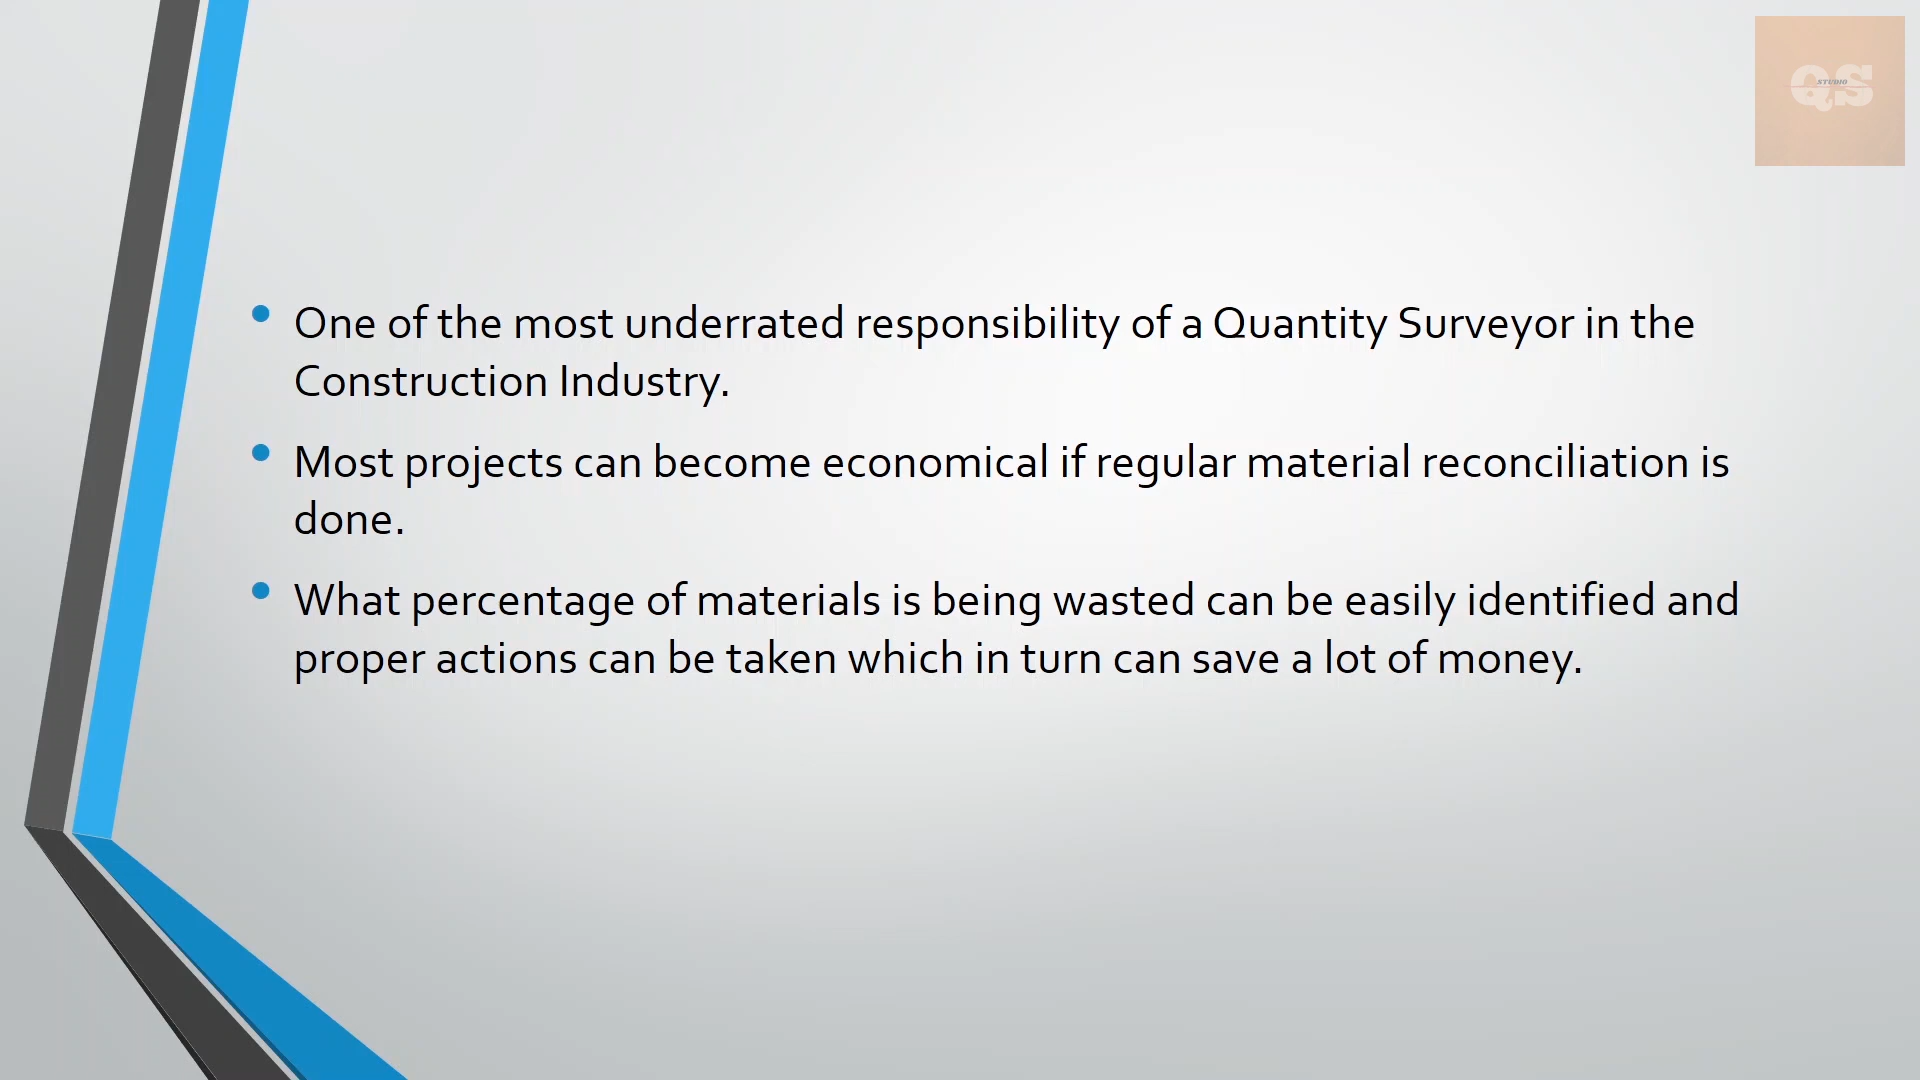 QS
STUDIO
• One of the most underrated responsibility of a Quantity Surveyor in the
Construction Industry.
• Most projects can become economical if regular material reconciliation is
done.
• What percentage of materials is being wasted can be easily identified and
proper actions can be taken which in turn can save a lot of money.